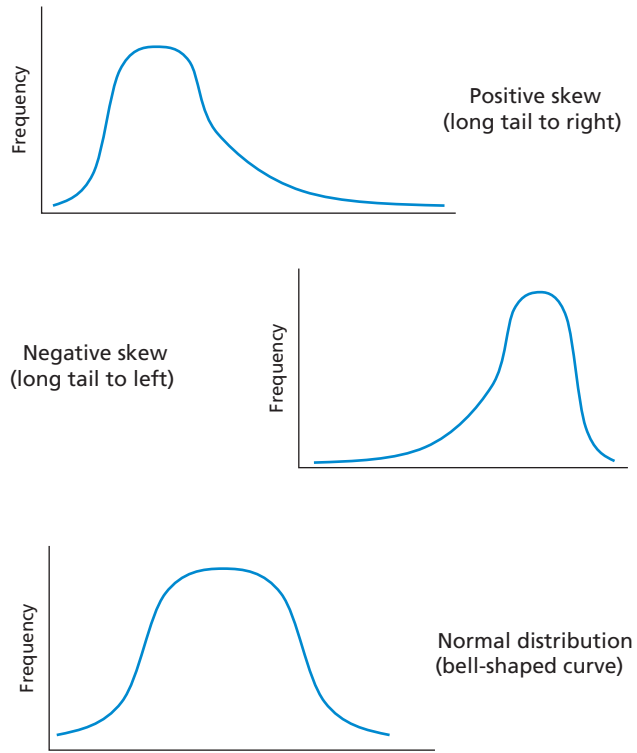 Frequency
Positive skew
(long tail to right)
Negative skew
(long tail to left)
Frequency
Frequency
Normal distribution
(bell-shaped curve)